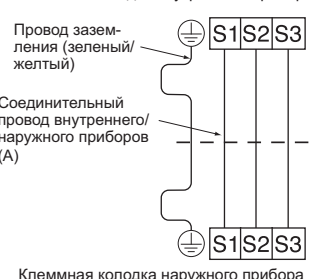 Провод зазем-
ления (зеленый/
желтый)
S1 S2 S3
Соединительный
провод внутреннего/
наружного приборов
(A)
S1 S2 S3
Клеммная колодка наружного прибора